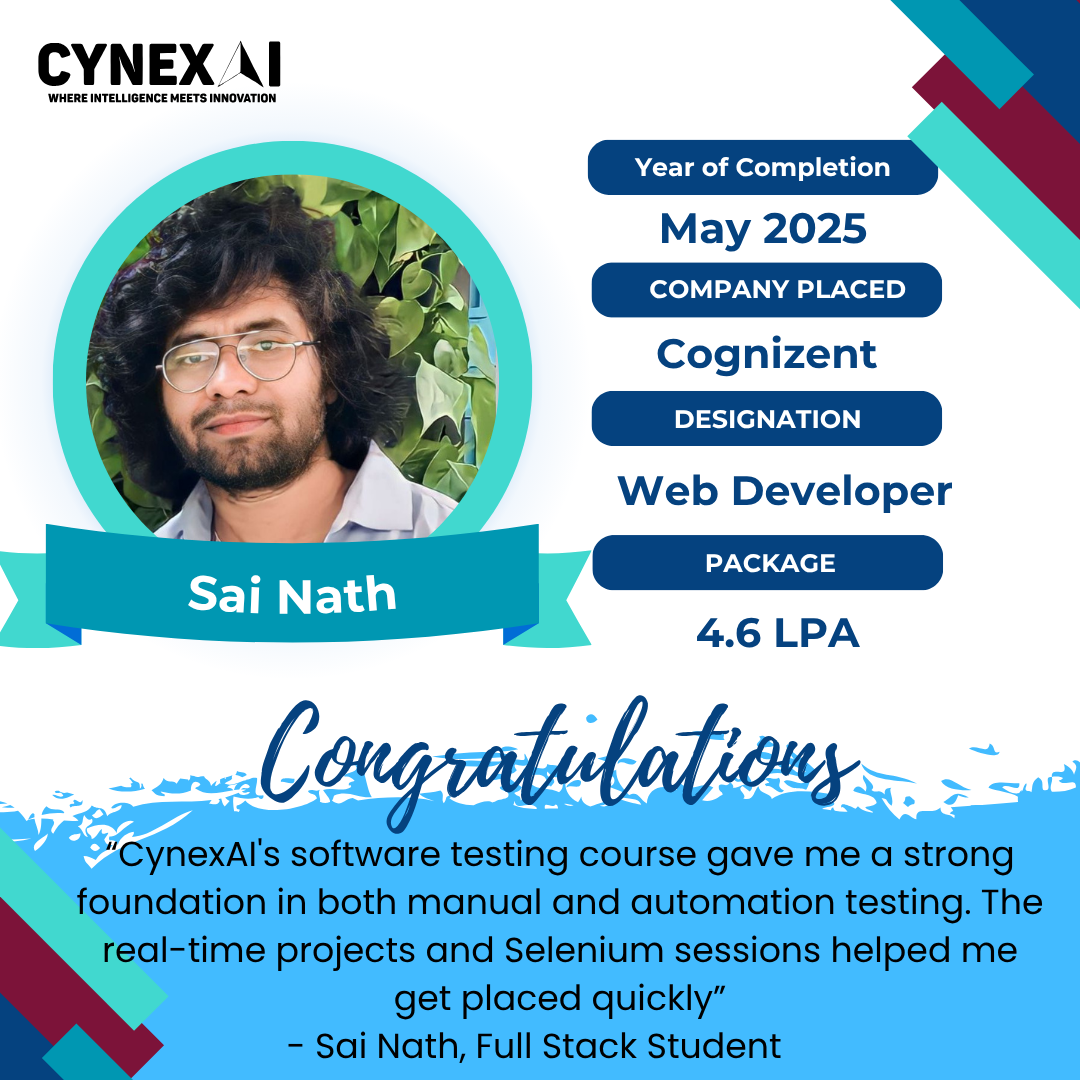 CYNEXAI
WHERE INTELLIGENCE MEETS INNOVATION
Year of Completion
May 2025
COMPANY PLACED
Cognizent
DESIGNATION
Web Developer
PACKAGE
4.6 LPA
Sai Nath
Congratulations
“CynexAI's software testing course gave me a strong
foundation in both manual and automation testing. The
real-time projects and Selenium sessions helped me
get placed quickly”
- Sai Nath, Full Stack Student